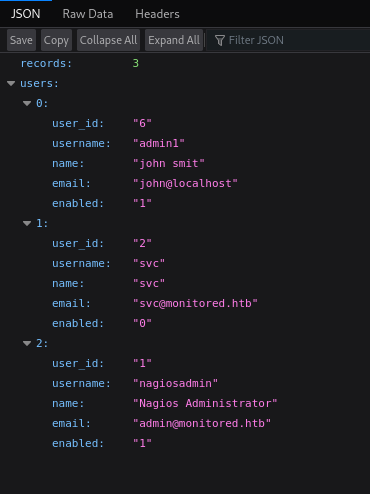 JSON Raw Data Headers
Save Copy Collapse All Expand All Filter JSON
records: 3
users:
0:
user_id: "6"
username: "admin1"
name: "john smit"
email: "john@localhost"
enabled: "1"
1:
user_id: "2"
username: "svc"
name: "svc"
email: "svc@monitored.htb"
enabled: "0"
2:
user_id: "1"
username: "nagiosadmin"
name: "Nagios Administrator"
email: "admin@monitored.htb"
enabled: "1"